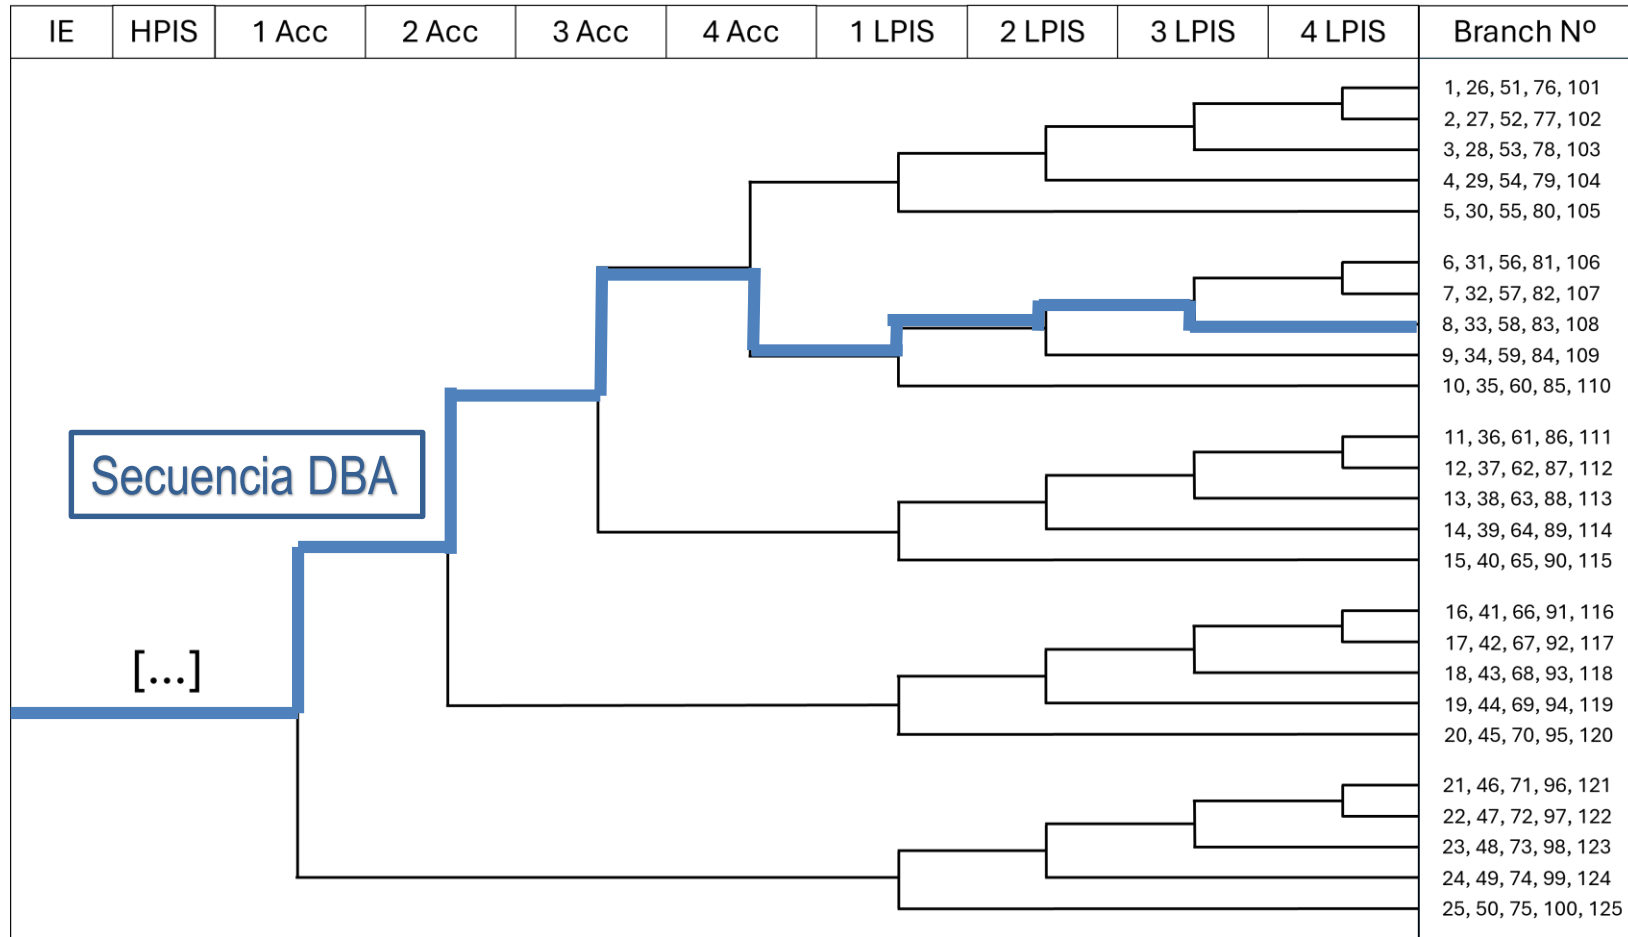 IE HPIS 1 Acc 2 Acc 3 Acc 4 Acc 1 LPIS 2 LPIS 3 LPIS 4 LPIS Branch Nº
1, 26, 51, 76, 101
2, 27, 52, 77, 102
3, 28, 53, 78, 103
4, 29, 54, 79, 104
5, 30, 55, 80, 105
6, 31, 56, 81, 106
7, 32, 57, 82, 107
8, 33, 58, 83, 108
9, 34, 59, 84, 109
10, 35, 60, 85, 110
11, 36, 61, 86, 111
12, 37, 62, 87, 112
13, 38, 63, 88, 113
14, 39, 64, 89, 114
15, 40, 65, 90, 115
16, 41, 66, 91, 116
17, 42, 67, 92, 117
18, 43, 68, 93, 118
19, 44, 69, 94, 119
20, 45, 70, 95, 120
21, 46, 71, 96, 121
22, 47, 72, 97, 122
23, 48, 73, 98, 123
24, 49, 74, 99, 124
25, 50, 75, 100, 125
Secuencia DBA
[...]